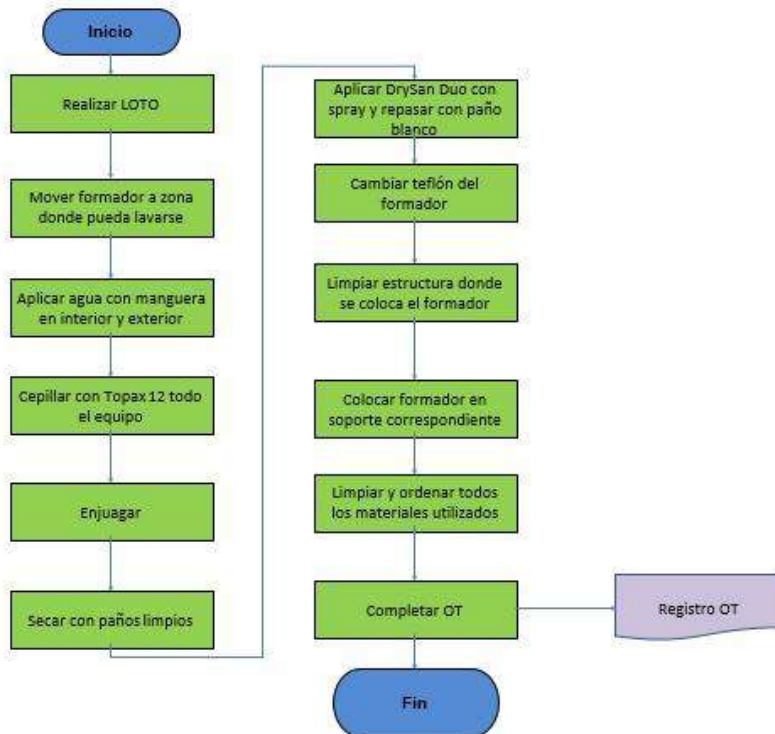 Inicio
Realizar LOTO
Mover formador a zona
donde pueda lavarse
Aplicar agua con manguera
en interior y exterior
Cepillar con Topax 12 todo
el equipo
Enjuagar
Secar con paños limpios
Aplicar DrySan Duo con
spray y repasar con paño
blanco
Cambiar teflón del
formador
Limpiar estructura donde
se coloca el formador
Colocar formador en
soporte correspondiente
Limpiar y ordenar todos
los materiales utilizados
Completar OT
Registro OT
Fin